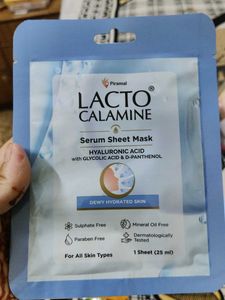 Piramal
LACTO®
CALAMINE
Serum Sheet Mask
HYALURONIC ACID
with GLYCOLIC ACID & D-PANTHENOL
DEWY HYDRATED SKIN
Sulphate Free
Mineral Oil Free
Paraben Free
Dermatologically
Tested
For All Skin Types
1 Sheet (25 ml)